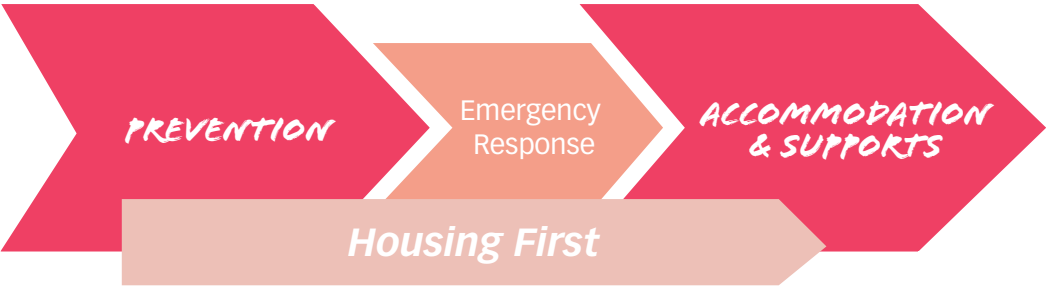 PREVENTION
Emergency
Response
ACCOMMODATION
& SUPPORTS
Housing First